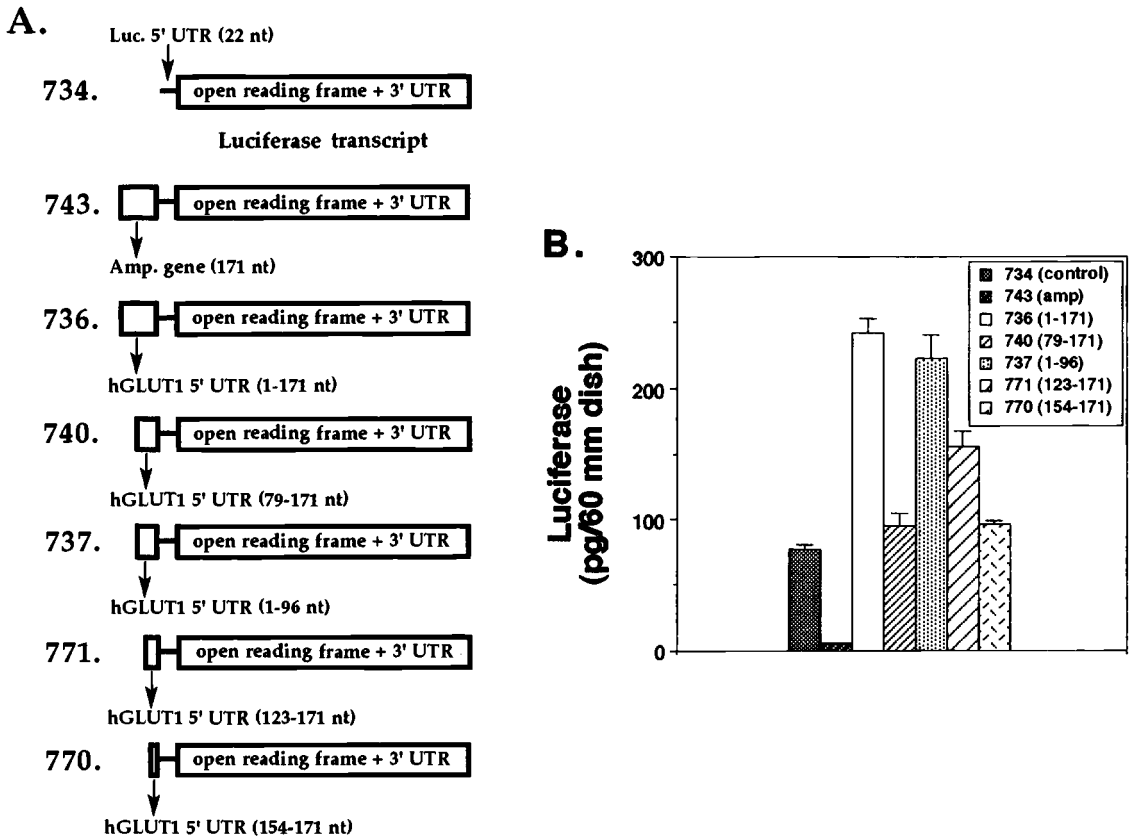 A.
Luc. 5' UTR (22 nt)
734.
open reading frame + 3' UTR
Luciferase transcript
743.
open reading frame + 3' UTR
Amp. gene (171 nt)
736.
open reading frame + 3' UTR
hGLUT1 5' UTR (1-171 nt)
740.
open reading frame + 3' UTR
hGLUT1 5' UTR (79-171 nt)
737.
open reading frame + 3' UTR
hGLUT1 5' UTR (1-96 nt)
771.
open reading frame + 3' UTR
hGLUT1 5' UTR (123-171 nt)
770.
open reading frame + 3' UTR
hGLUT1 5' UTR (154-171 nt)
B.
Luciferase
(pg/60 mm dish)
300
200
100
0
734 (control)
743 (amp)
736 (1-171)
740 (79-171)
737 (1-96)
771 (123-171)
770 (154-171)